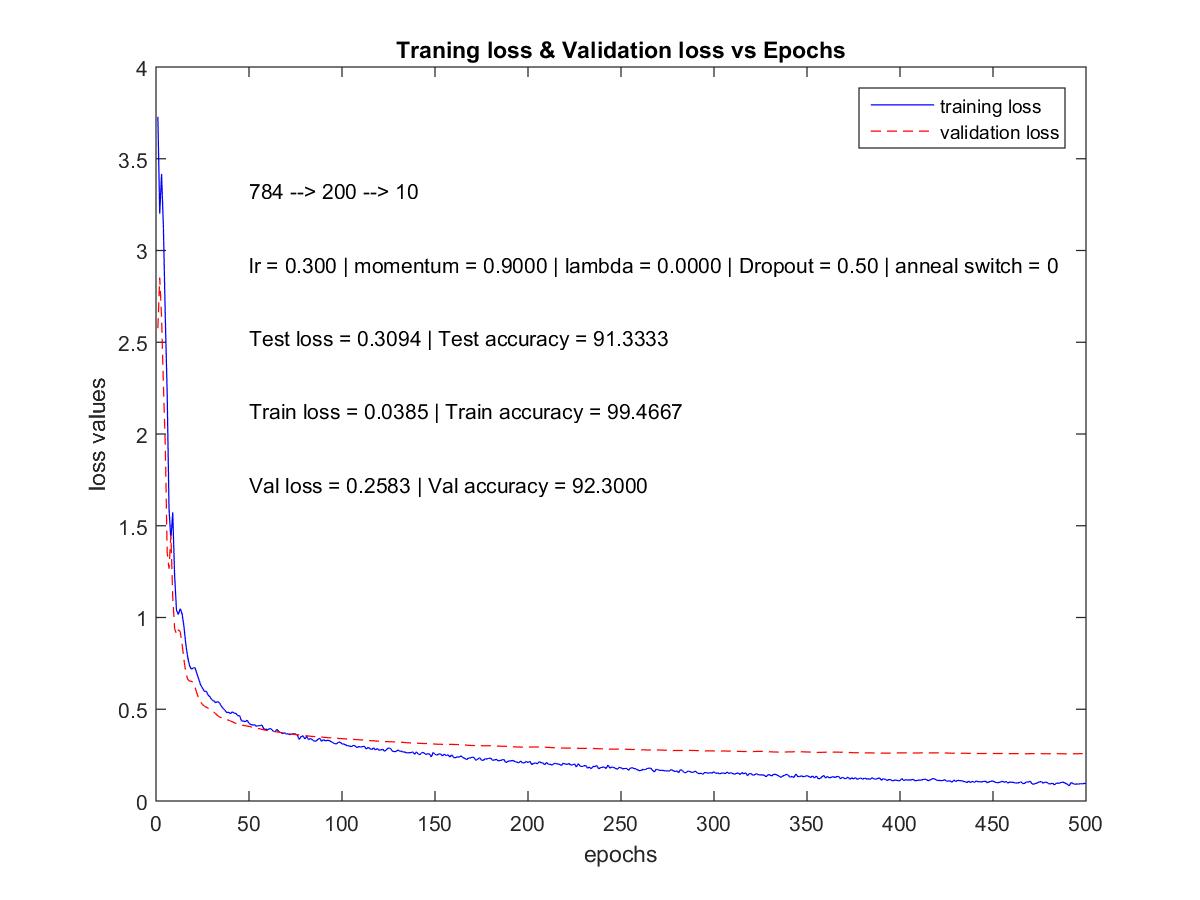 Traning loss & Validation loss vs Epochs
4
3.5
3
2.5
2
1.5
1
0.5
0
loss values
training loss
validation loss
784 --> 200 --> 10
lr = 0.300 | momentum = 0.9000 | lambda = 0.0000 | Dropout = 0.50 | anneal switch = 0
Test loss = 0.3094 | Test accuracy = 91.3333
Train loss = 0.0385 | Train accuracy = 99.4667
Val loss = 0.2583 | Val accuracy = 92.3000
0 50 100 150 200 250 300 350 400 450 500
epochs